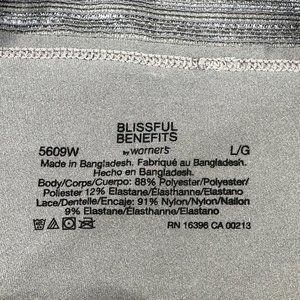 BLISSFUL
BENEFITS
5609W by warner's L/G
Made in Bangladesh. Fabriqué au Bangladesh.
Hecho en Bangladesh.
Body/Corps/Cuerpo: 88% Polyester/Polyester/
Poliester 12% Elastane/Elasthanne/Elastano
Lace/Dentelle/Encaje: 91% Nylon/Nylon/Nailon
9% Elastane/Elasthanne/Elastano
RN 16396 CA 00213